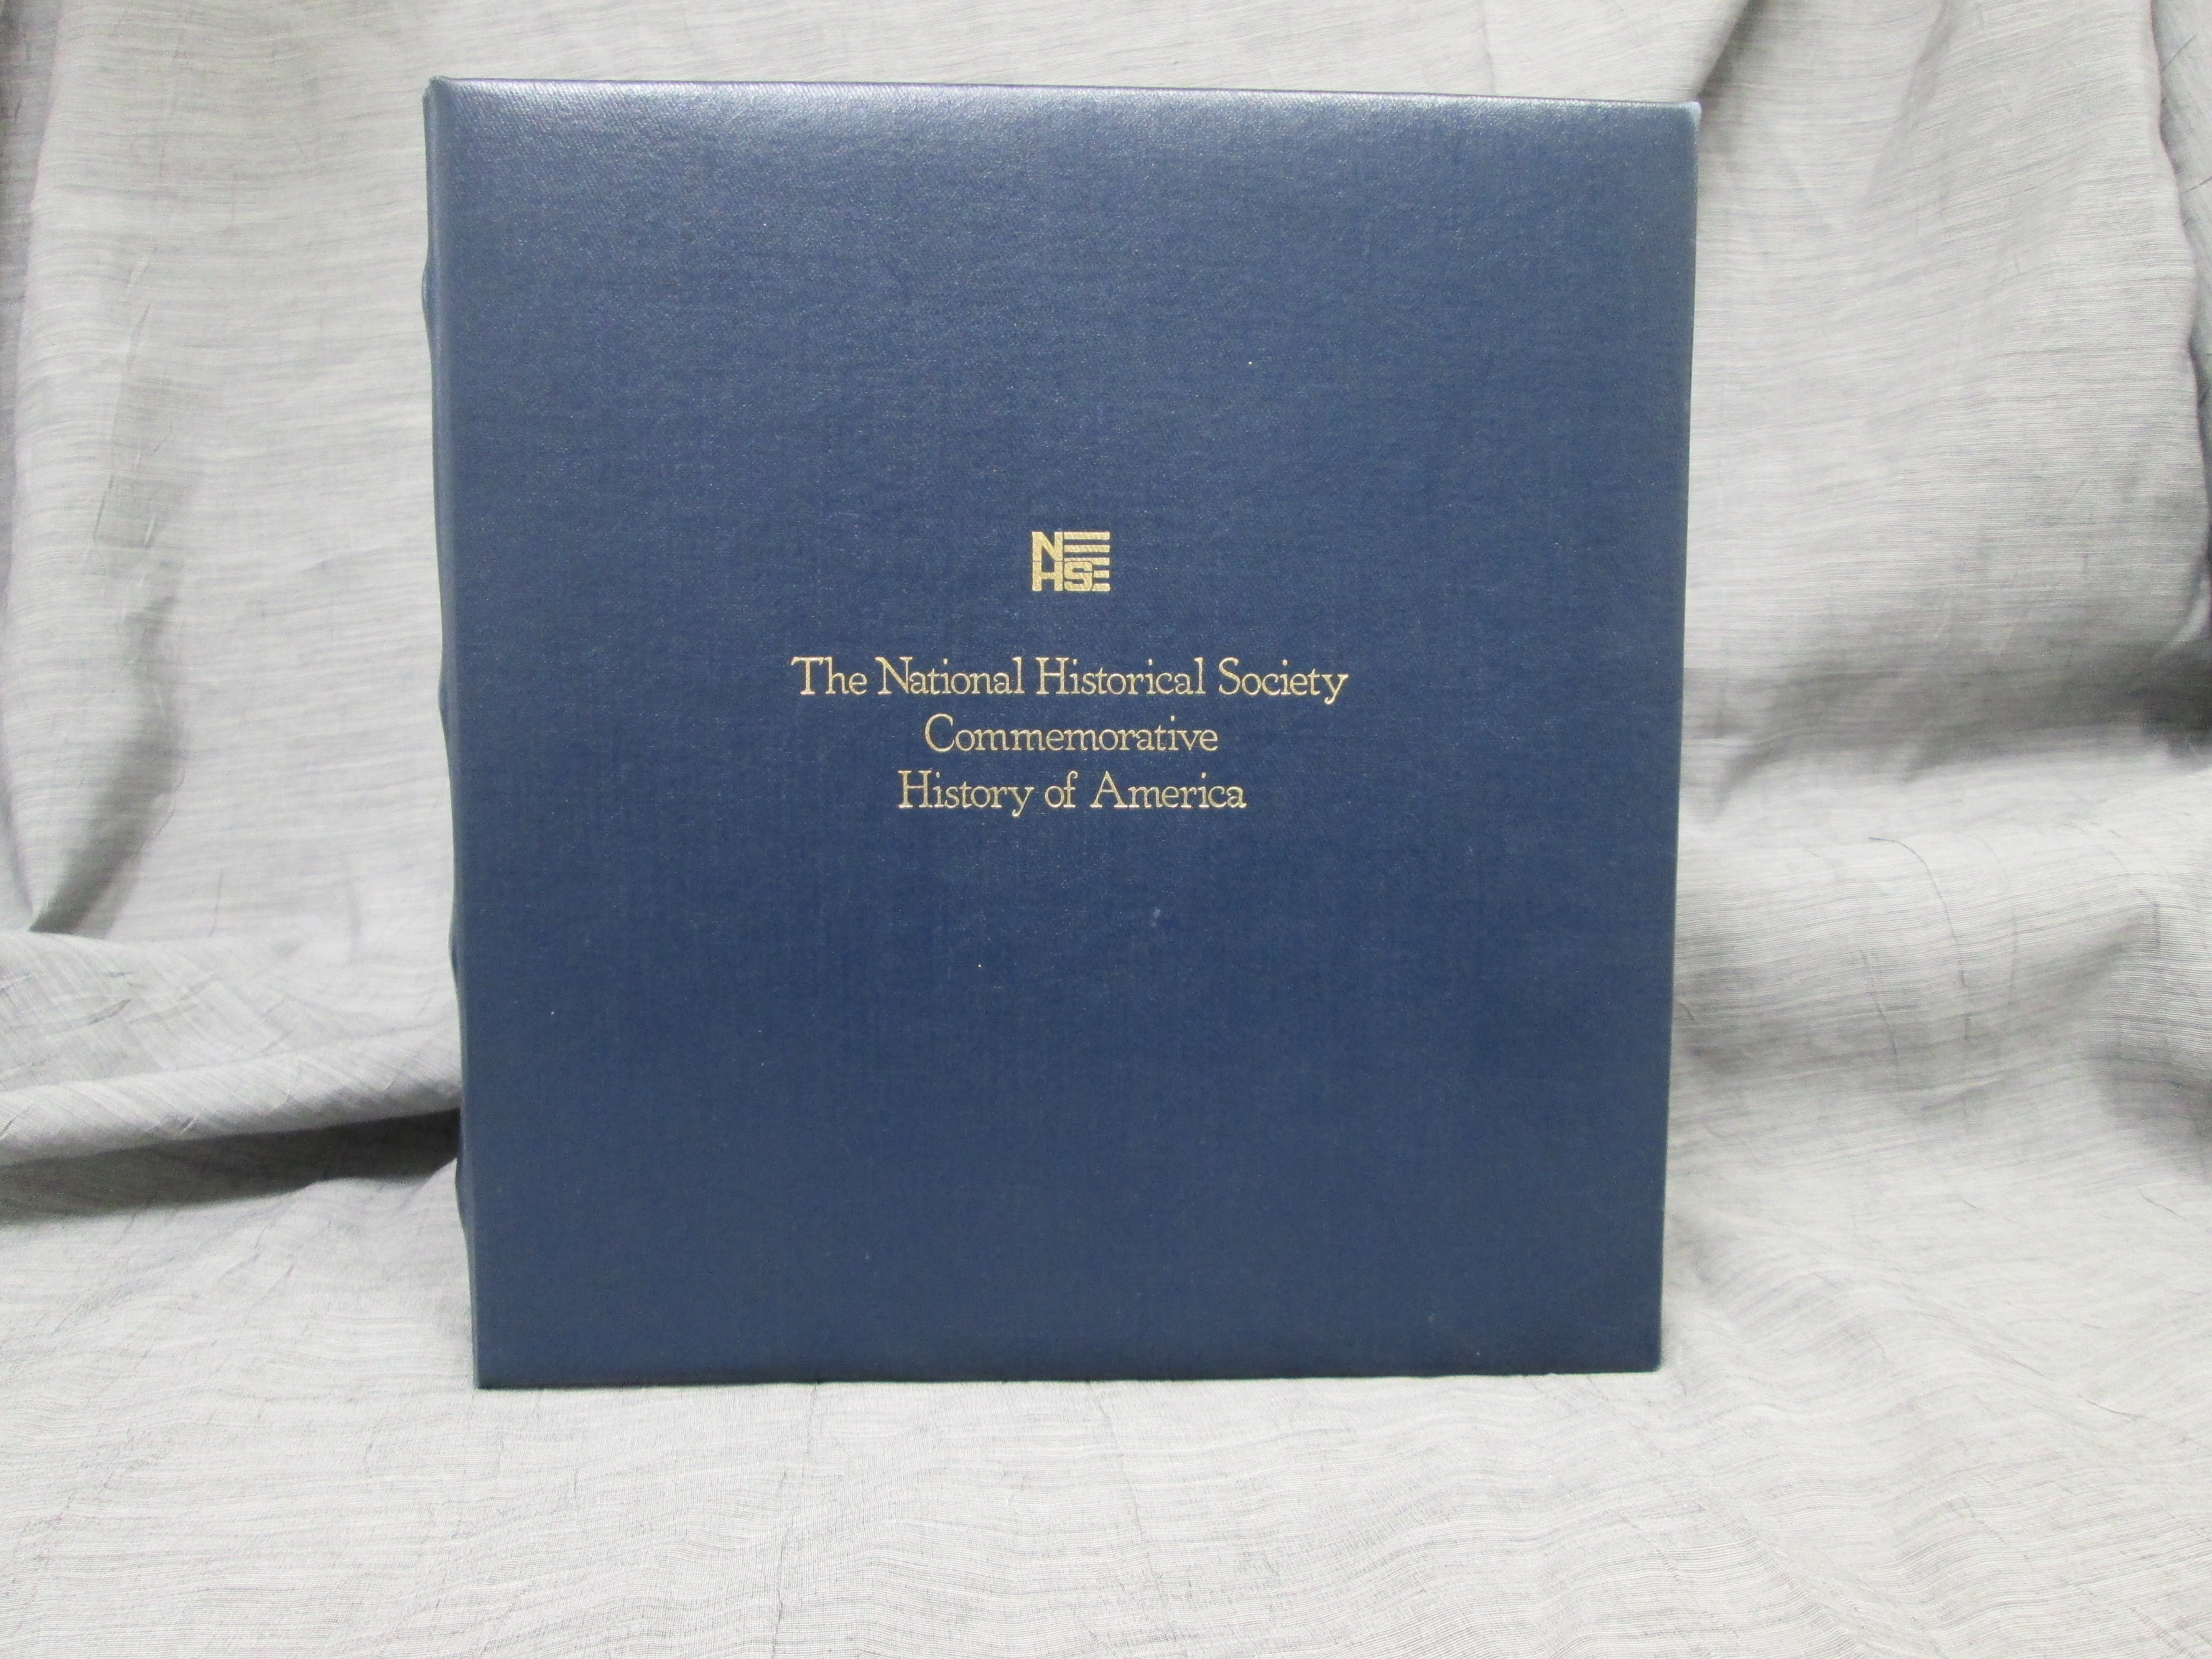 NHS
The National Historical Society
Commemorative
History of America